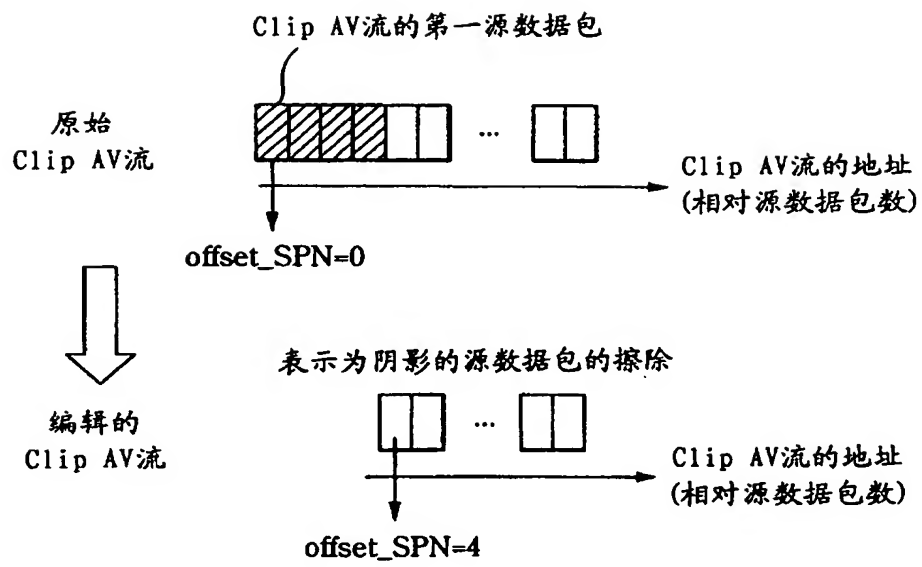 Clip AV流的第一源数据包
原始
Clip AV流
...
Clip AV流的地址
(相对源数据包数)
offset_SPN=0
表示为阴影的源数据包的擦除
编辑的
Clip AV流
...
Clip AV流的地址
(相对源数据包数)
offset_SPN=4